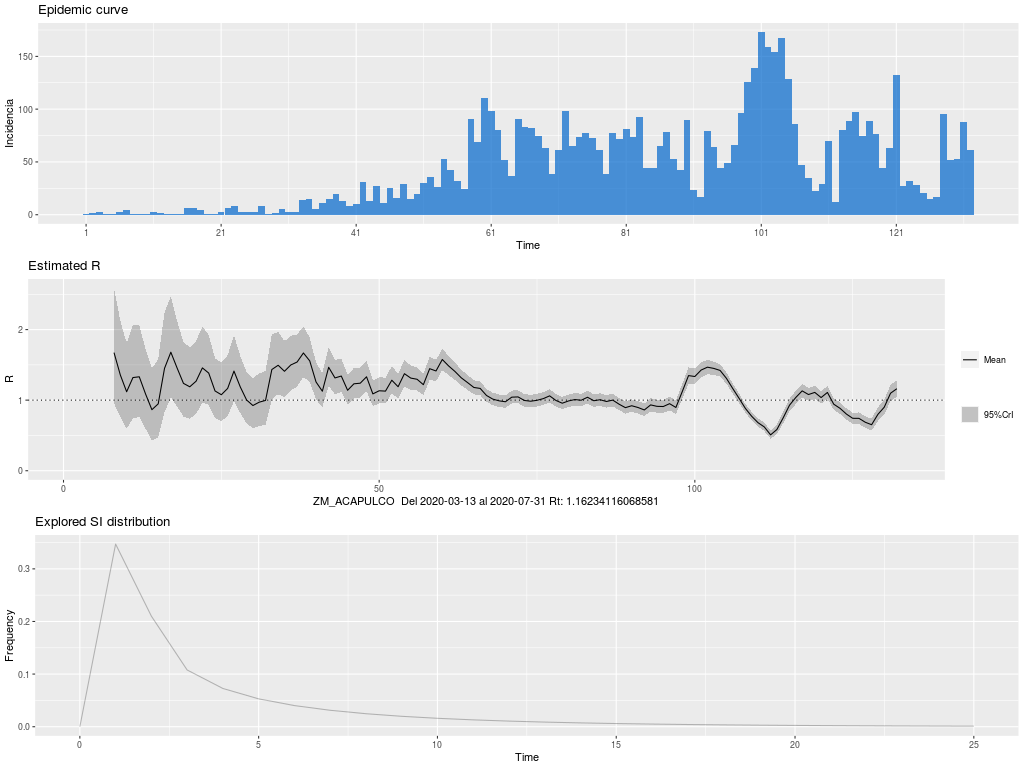 Epidemic curve
Incidencia
150
100
50
0
1 21 41 61 81 101 121
Time
Estimated R
R
2
1
0
0 50 100
Mean
95%CrI
ZM_ACAPULCO Del 2020-03-13 al 2020-07-31 Rt: 1.16234116068581
Explored SI distribution
Frequency
0.3
0.2
0.1
0.0
0 5 10 15 20 25
Time